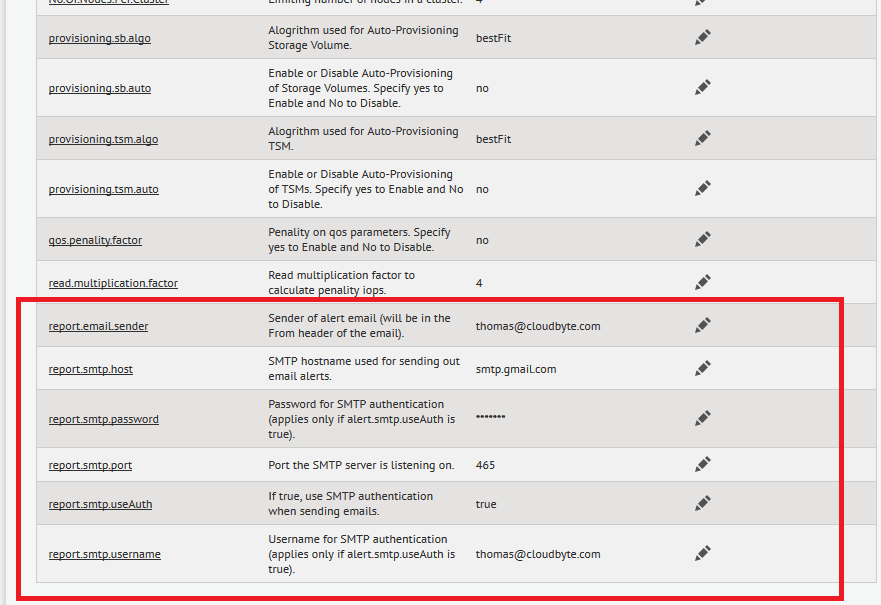 No.Of.Nodes.Per.Cluster
Limiting number of nodes in a cluster.
4
provisioning.sb.algo
Alogrithm used for Auto-Provisioning
Storage Volume.
bestFit
provisioning.sb.auto
Enable or Disable Auto-Provisioning
of Storage Volumes. Specify yes to
Enable and No to Disable.
no
provisioning.tsm.algo
Alogrithm used for Auto-Provisioning
TSM.
bestFit
provisioning.tsm.auto
Enable or Disable Auto-Provisioning
of TSMs. Specify yes to Enable and No
to Disable.
no
qos.penality.factor
Penality on qos parameters. Specify
yes to Enable and No to Disable.
no
read.multiplication.factor
Read multiplication factor to
calculate penality iops.
4
report.email.sender
Sender of alert email (will be in the
From header of the email).
thomas@cloudbyte.com
report.smtp.host
SMTP hostname used for sending out
email alerts.
smtp.gmail.com
report.smtp.password
Password for SMTP authentication
(applies only if alert.smtp.useAuth is
true).
*******
report.smtp.port
Port the SMTP server is listening on.
465
report.smtp.useAuth
If true, use SMTP authentication
when sending emails.
true
report.smtp.username
Username for SMTP authentication
(applies only if alert.smtp.useAuth is
true).
thomas@cloudbyte.com